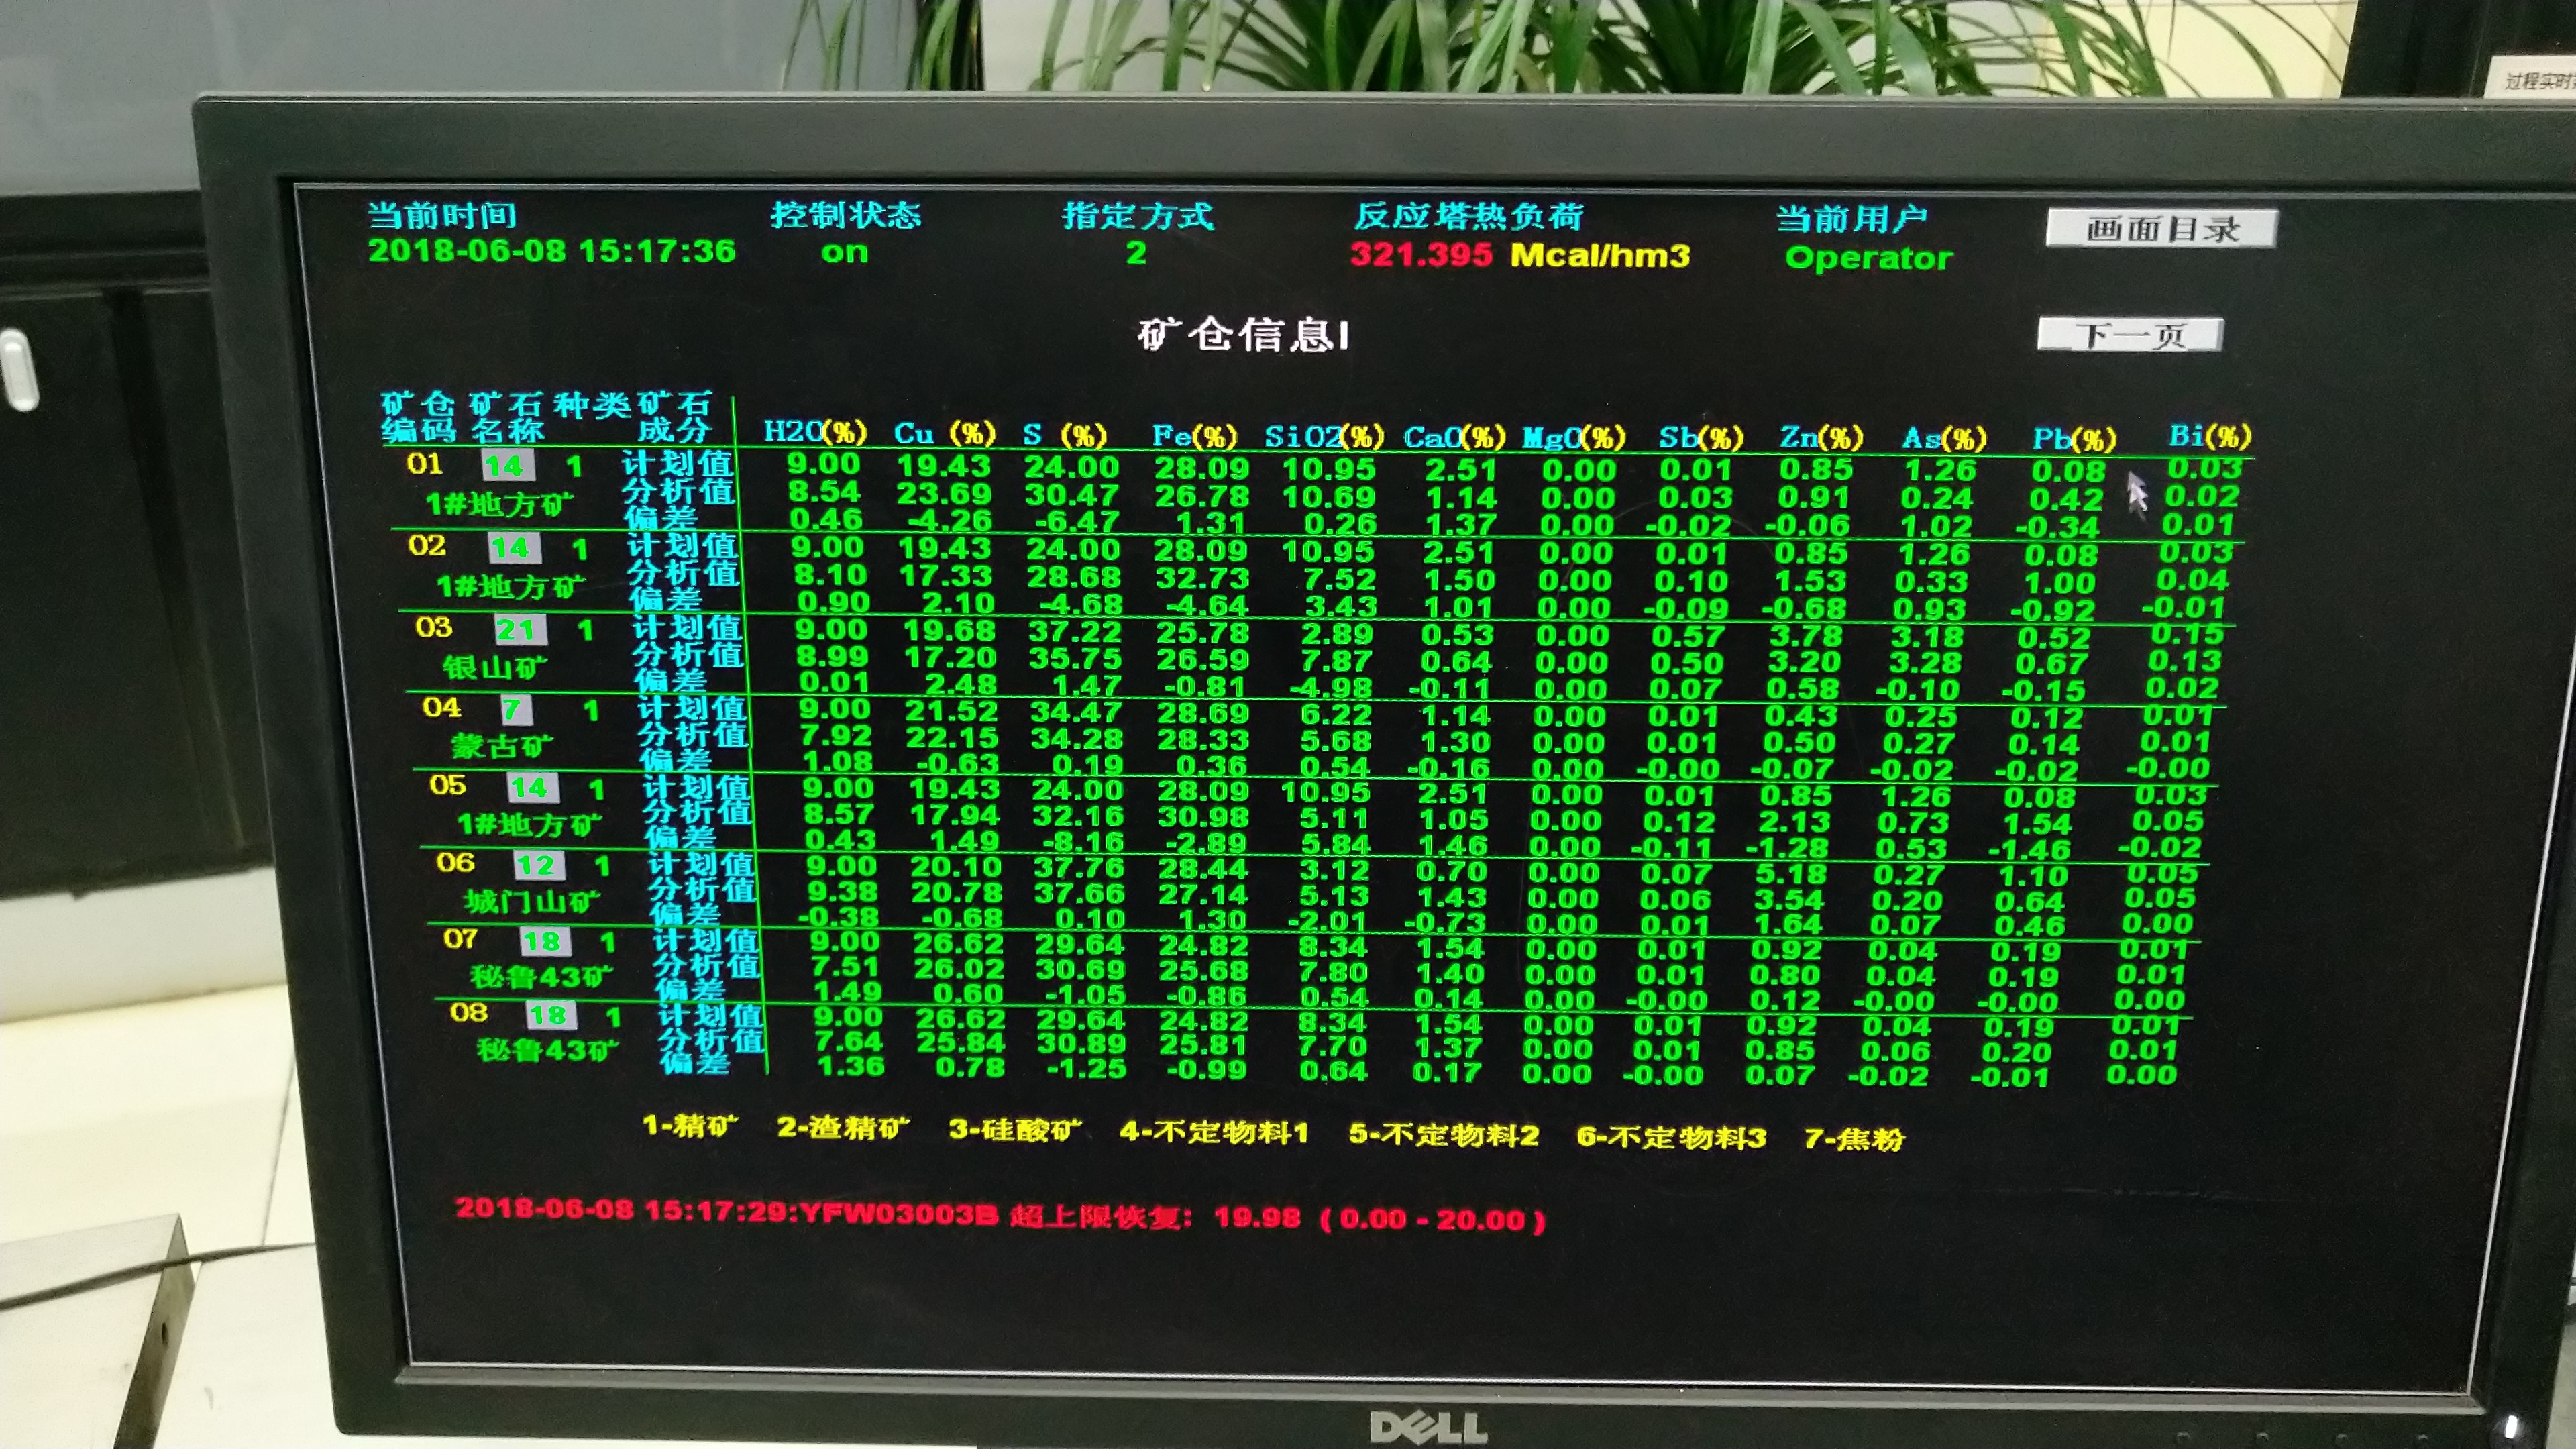 过程实时
当前时间 控制状态 指定方式 反应塔热负荷 当前用户 画面目录
2018-06-08 15:17:36 on 2 321.395 Mcal/hm3 Operator
矿仓信息I 下一页
矿仓 矿石 种类 矿石
编码 名称 成分 H2O(%) Cu (%) S (%) Fe(%) SiO2(%) CaO(%) MgO(%) Sb(%) Zn(%) As(%) Pb(%) Bi(%)
01 14 1 计划值 9.00 19.43 24.00 28.09 10.95 2.51 0.00 0.01 0.85 1.26 0.08 0.03
1#地方矿 分析值 8.54 23.69 30.47 26.78 10.69 1.14 0.00 0.03 0.91 0.24 0.42 0.02
偏差 0.46 -4.26 -6.47 1.31 0.26 1.37 0.00 -0.02 -0.06 1.02 -0.34 0.01
02 14 1 计划值 9.00 19.43 24.00 28.09 10.95 2.51 0.00 0.01 0.85 1.26 0.08 0.03
1#地方矿 分析值 8.10 17.33 28.68 32.73 7.52 1.50 0.00 0.10 1.53 0.33 1.00 0.04
偏差 0.90 2.10 -4.68 -4.64 3.43 1.01 0.00 -0.09 -0.68 0.93 -0.92 -0.01
03 21 1 计划值 9.00 19.68 37.22 25.78 2.89 0.53 0.00 0.57 3.78 3.18 0.52 0.15
银山矿 分析值 8.99 17.20 35.75 26.59 7.87 0.64 0.00 0.50 3.20 3.28 0.67 0.13
偏差 0.01 2.48 1.47 -0.81 -4.98 -0.11 0.00 0.07 0.58 -0.10 -0.15 0.02
04 7 1 计划值 9.00 21.52 34.47 28.69 6.22 1.14 0.00 0.01 0.43 0.25 0.12 0.01
蒙古矿 分析值 7.92 22.15 34.28 28.33 5.68 1.30 0.00 0.01 0.50 0.27 0.14 0.01
偏差 1.08 -0.63 0.19 0.36 0.54 -0.16 0.00 -0.00 -0.07 -0.02 -0.02 -0.00
05 14 1 计划值 9.00 19.43 24.00 28.09 10.95 2.51 0.00 0.01 0.85 1.26 0.08 0.03
1#地方矿 分析值 8.57 17.94 32.16 30.98 5.11 1.05 0.00 0.12 2.13 0.73 1.54 0.05
偏差 0.43 1.49 -8.16 -2.89 5.84 1.46 0.00 -0.11 -1.28 0.53 -1.46 -0.02
06 12 1 计划值 9.00 20.10 37.76 28.44 3.12 0.70 0.00 0.07 5.18 0.27 1.10 0.05
城门山矿 分析值 9.38 20.78 37.66 27.14 5.13 1.43 0.00 0.06 3.54 0.20 0.64 0.05
偏差 -0.38 -0.68 0.10 1.30 -2.01 -0.73 0.00 0.01 1.64 0.07 0.46 0.00
07 18 1 计划值 9.00 26.62 29.64 24.82 8.34 1.54 0.00 0.01 0.92 0.04 0.19 0.01
秘鲁43矿 分析值 7.51 26.02 30.69 25.68 7.80 1.40 0.00 0.01 0.80 0.04 0.19 0.01
偏差 1.49 0.60 -1.05 -0.86 0.54 0.14 0.00 -0.00 0.12 -0.00 -0.00 0.00
08 18 1 计划值 9.00 26.62 29.64 24.82 8.34 1.54 0.00 0.01 0.92 0.04 0.19 0.01
秘鲁43矿 分析值 7.64 25.84 30.89 25.81 7.70 1.37 0.00 0.01 0.85 0.06 0.20 0.01
偏差 1.36 0.78 -1.25 -0.99 0.64 0.17 0.00 -0.00 0.07 -0.02 -0.01 0.00
1-精矿 2-渣精矿 3-硅酸矿 4-不定物料1 5-不定物料2 6-不定物料3 7-焦粉
2018-06-08 15:17:29:YFW03003B 超上限恢复: 19.98 ( 0.00 - 20.00 )
DELL